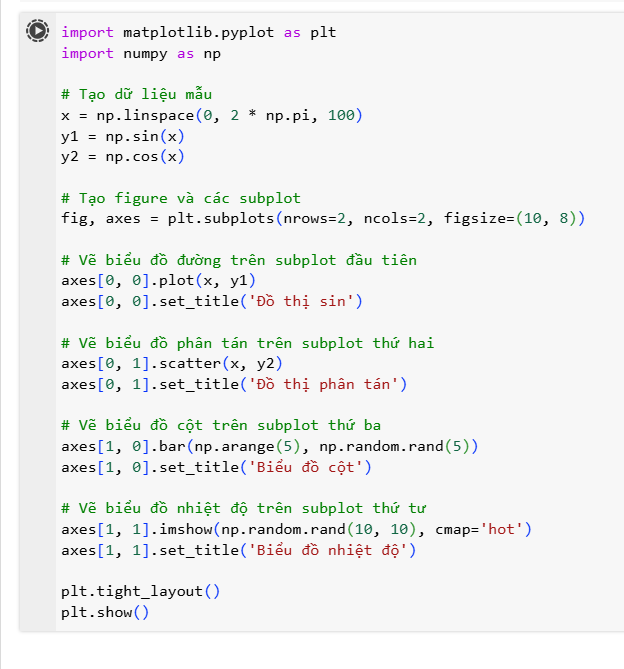 import matplotlib.pyplot as plt
import numpy as np
# Tạo dữ liệu mẫu
x = np.linspace(0, 2 * np.pi, 100)
y1 = np.sin(x)
y2 = np.cos(x)
# Tạo figure và các subplot
fig, axes = plt.subplots(nrows=2, ncols=2, figsize=(10, 8))
# Vẽ biểu đồ đường trên subplot đầu tiên
axes[0, 0].plot(x, y1)
axes[0, 0].set_title('Đồ thị sin')
# Vẽ biểu đồ phân tán trên subplot thứ hai
axes[0, 1].scatter(x, y2)
axes[0, 1].set_title('Đồ thị phân tán')
# Vẽ biểu đồ cột trên subplot thứ ba
axes[1, 0].bar(np.arange(5), np.random.rand(5))
axes[1, 0].set_title('Biểu đồ cột')
# Vẽ biểu đồ nhiệt độ trên subplot thứ tư
axes[1, 1].imshow(np.random.rand(10, 10), cmap='hot')
axes[1, 1].set_title('Biểu đồ nhiệt độ')
plt.tight_layout()
plt.show()